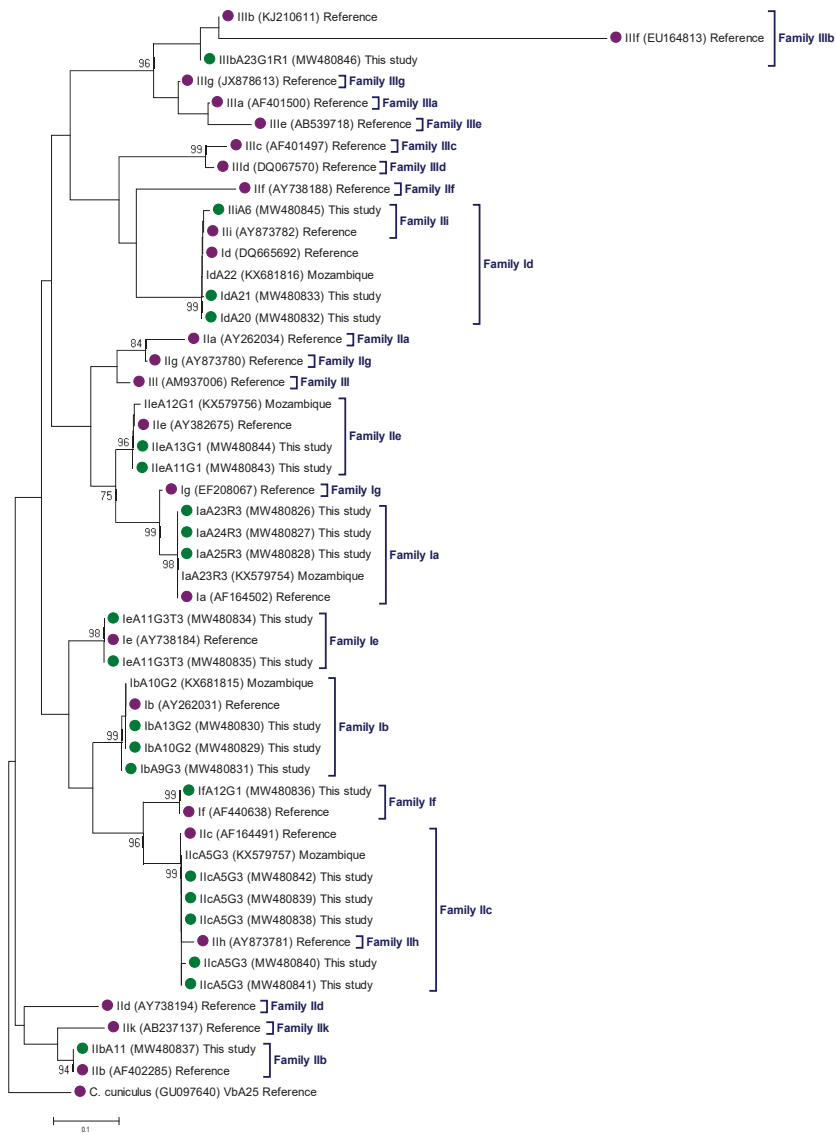 IIIb (KJ210611) Reference
IIIf (EU164813) Reference
Family IIIb
IIIbA23G1R1 (MW480846) This study
96
IIIg (JX878613) Reference Family IIIg
IIIa (AF401500) Reference Family IIIa
IIIe (AB539718) Reference Family IIIe
99
IIIc (AF401497) Reference Family IIIc
IIId (DQ067570) Reference Family IIId
IIf (AY738188) Reference Family IIf
IIiA6 (MW480845) This study
Family IIi
IIi (AY873782) Reference
Id (DQ665692) Reference
Family Id
IdA22 (KX681816) Mozambique
IdA21 (MW480833) This study
99
IdA20 (MW480832) This study
84
IIa (AY262034) Reference Family IIa
IIg (AY873780) Reference Family IIg
III (AM937006) Reference Family III
IIeA12G1 (KX579756) Mozambique
IIe (AY382675) Reference
Family IIe
96
IIeA13G1 (MW480844) This study
IIeA11G1 (MW480843) This study
75
Ig (EF208067) Reference Family Ig
IaA23R3 (MW480826) This study
99
IaA24R3 (MW480827) This study
IaA25R3 (MW480828) This study
Family Ia
98
IaA23R3 (KX579754) Mozambique
Ia (AF164502) Reference
IeA11G3T3 (MW480834) This study
98
Ie (AY738184) Reference
Family Ie
IeA11G3T3 (MW480835) This study
IbA10G2 (KX681815) Mozambique
Ib (AY262031) Reference
Family Ib
IbA13G2 (MW480830) This study
99
IbA10G2 (MW480829) This study
IbA9G3 (MW480831) This study
99
IfA12G1 (MW480836) This study
Family If
If (AF440638) Reference
96
IIc (AF164491) Reference
IIcA5G3 (KX579757) Mozambique
99
IIcA5G3 (MW480842) This study
IIcA5G3 (MW480839) This study
Family IIc
IIcA5G3 (MW480838) This study
IIh (AY873781) Reference Family IIh
IIcA5G3 (MW480840) This study
IIcA5G3 (MW480841) This study
IId (AY738194) Reference Family IId
IIk (AB237137) Reference Family IIk
IIbA11 (MW480837) This study
Family IIb
94
IIb (AF402285) Reference
C. cuniculus (GU097640) VbA25 Reference
0.1